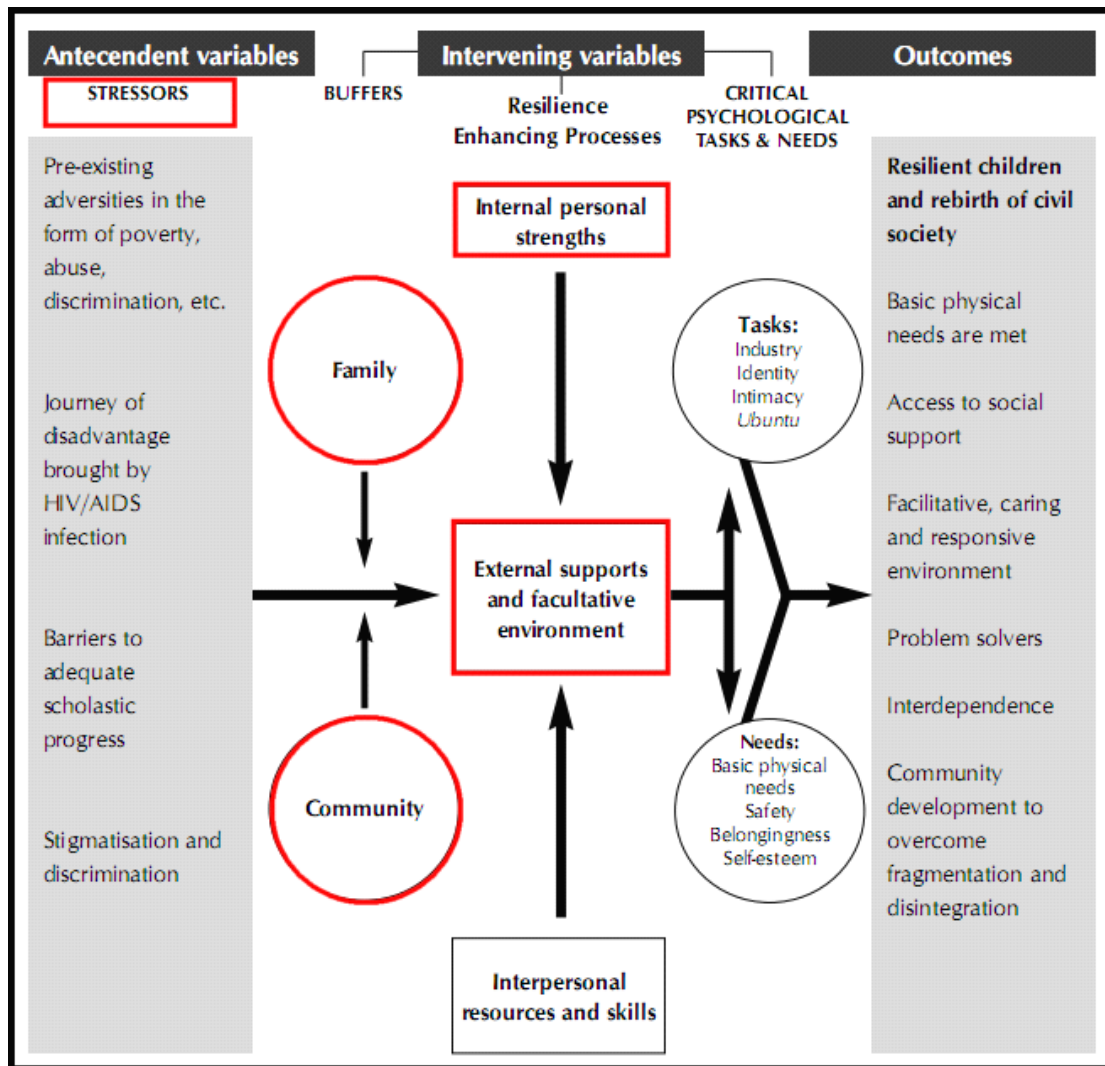 Antecendent variables
Intervening variables
Outcomes
STRESSORS
BUFFERS
Resilience
Enhancing Processes
CRITICAL
PSYCHOLOGICAL
TASKS & NEEDS
Pre-existing
adversities in the
form of poverty,
abuse,
discrimination, etc.
Journey of
disadvantage
brought by
HIV/AIDS
infection
Barriers to
adequate
scholastic
progress
Stigmatisation and
discrimination
Family
Community
Internal personal
strengths
External supports
and facultative
environment
Interpersonal
resources and skills
Tasks:
Industry
Identity
Intimacy
Ubuntu
Needs:
Basic physical
needs
Safety
Belongingness
Self-esteem
Resilient children
and rebirth of civil
society
Basic physical
needs are met
Access to social
support
Facilitative, caring
and responsive
environment
Problem solvers
Interdependence
Community
development to
overcome
fragmentation and
disintegration